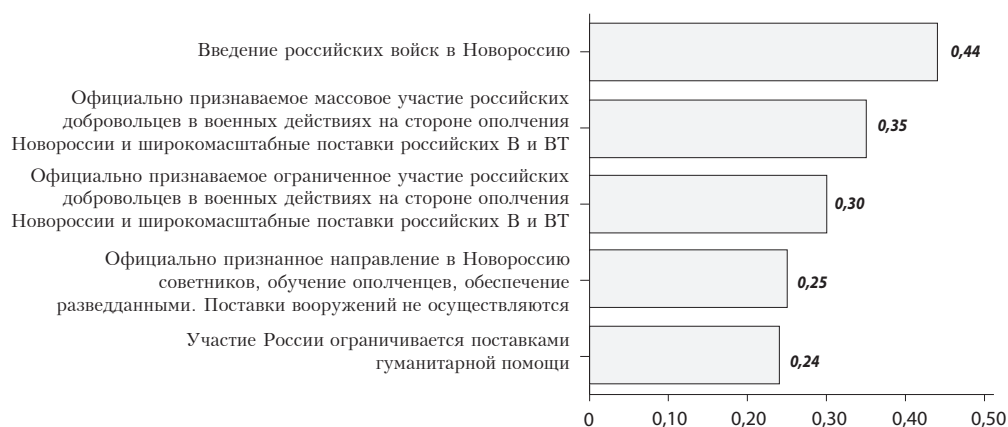 Введение российских войск в Новороссию
0,44
Официально признаваемое массовое участие российских
добровольцев в военных действиях на стороне ополчения
Новороссии и широкомасштабные поставки российских В и ВТ
0,35
Официально признаваемое ограниченное участие российских
добровольцев в военных действиях на стороне ополчения
Новороссии и широкомасштабные поставки российских В и ВТ
0,30
Официально признанное направление в Новороссию
советников, обучение ополченцев, обеспечение
разведданными. Поставки вооружений не осуществляются
0,25
Участие России ограничивается поставками
гуманитарной помощи
0,24
0 0,10 0,20 0,30 0,40 0,50